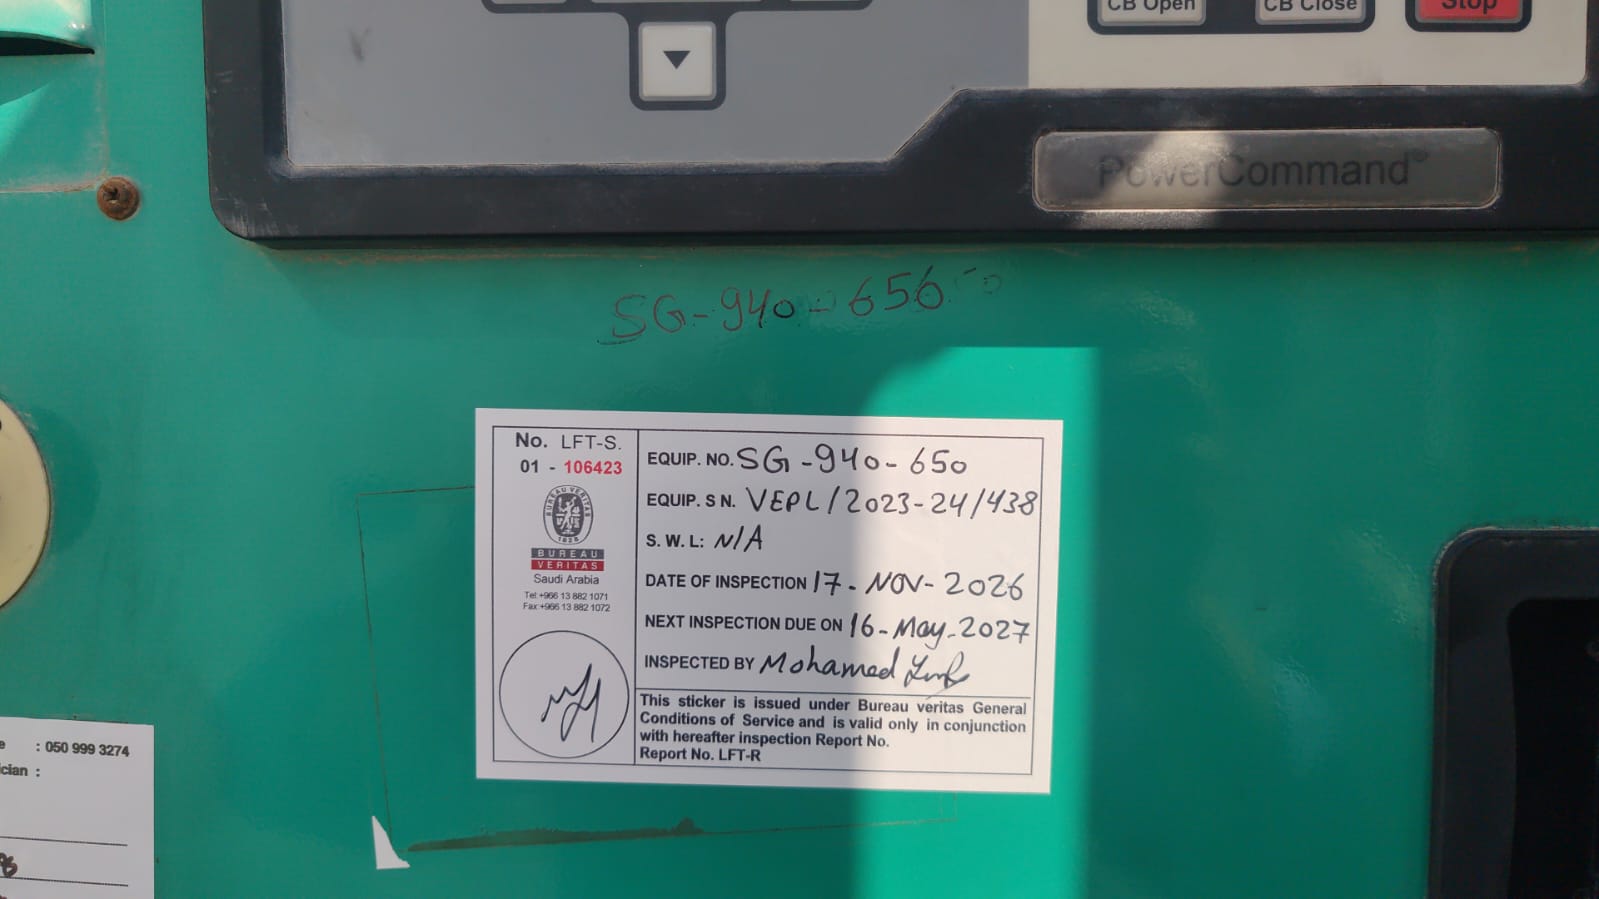 CB Open
CB Close
Stop
PowerCommand®
SG-940-656
No. LFT-S.
01 - 106423
BUREAU VERITAS
1828
BUREAU
VERITAS
Saudi Arabia
Tel:+966 13 882 1071
Fax:+966 13 882 1072
EQUIP. NO. SG-940-650
EQUIP. S N. VEPL/2023-24/438
S. W. L: N/A
DATE OF INSPECTION 17-NOV-2026
NEXT INSPECTION DUE ON 16-May-2027
INSPECTED BY Mohamed
This sticker is issued under Bureau veritas General
Conditions of Service and is valid only in conjunction
with hereafter inspection Report No.
Report No. LFT-R
: 050 999 3274
cian :